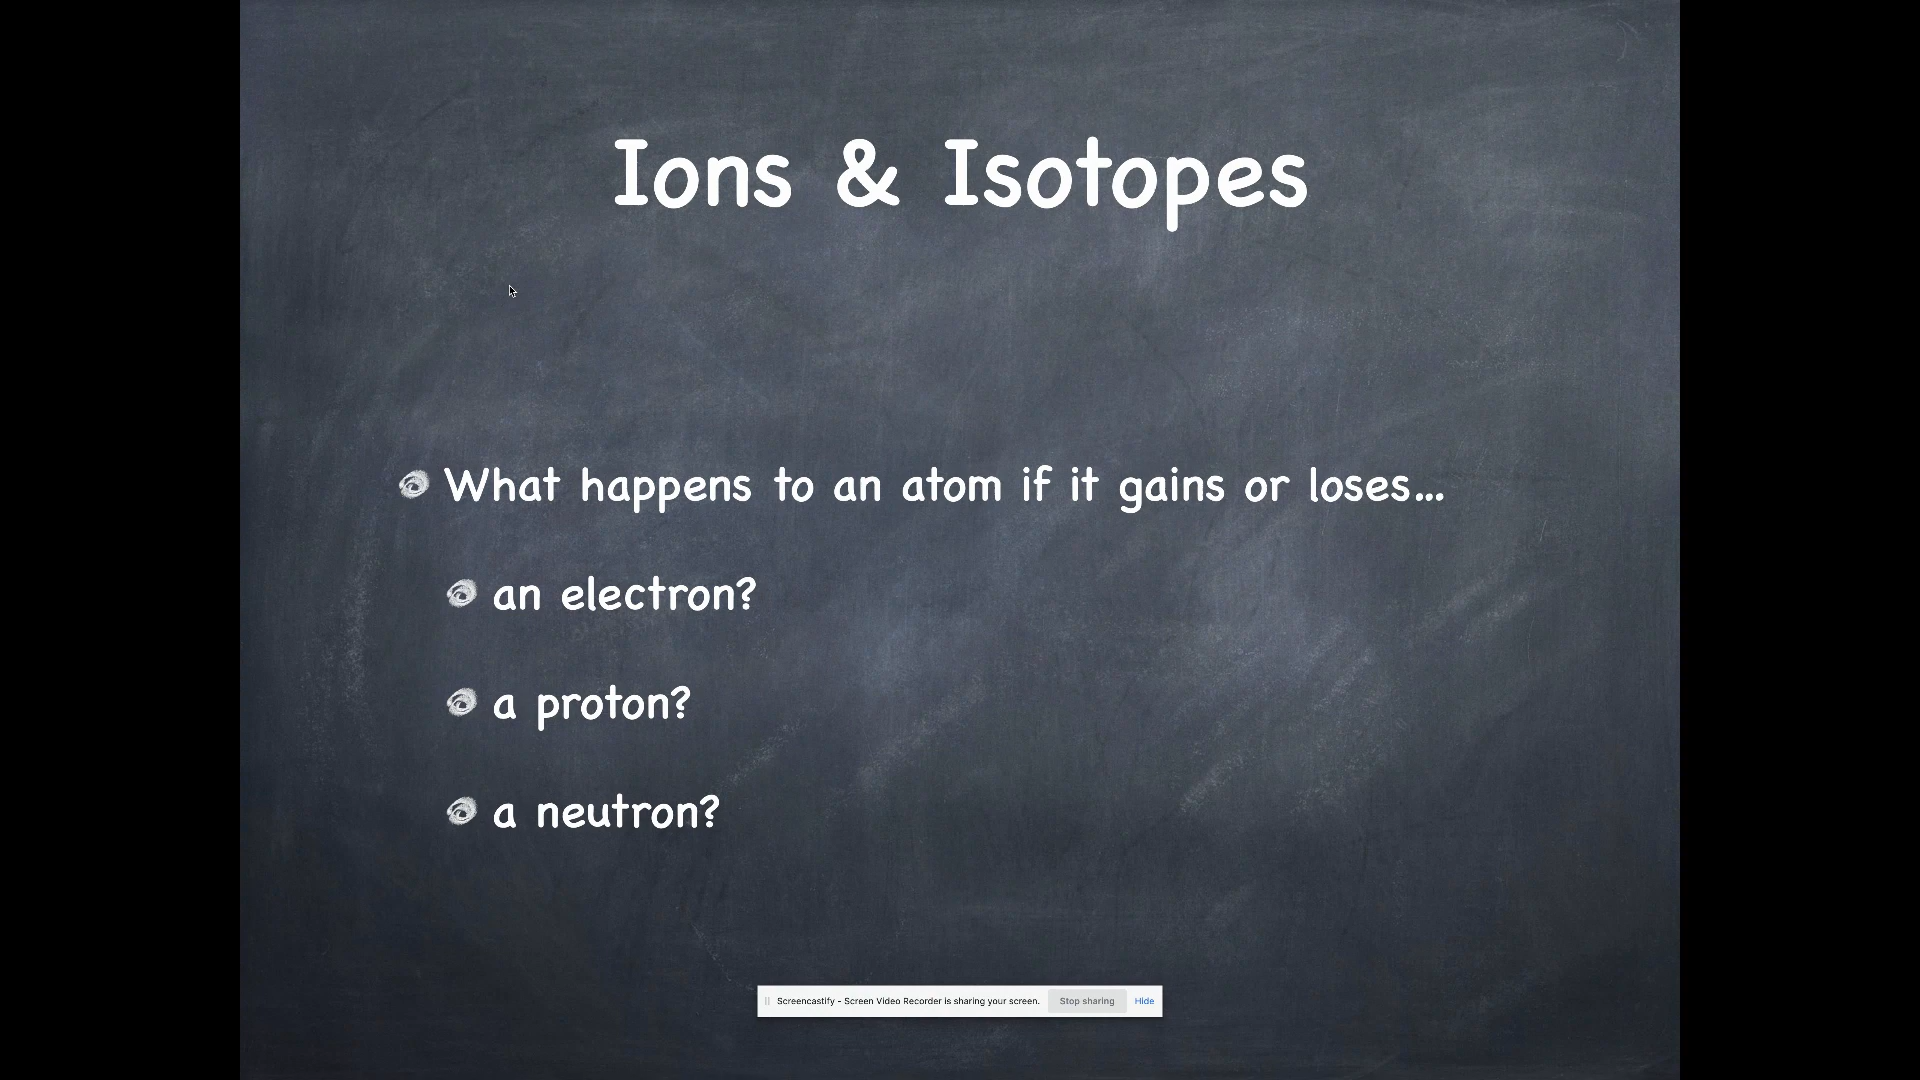 Ions & Isotopes
What happens to an atom if it gains or loses...
an electron?
a proton?
a neutron?
Screencastify - Screen Video Recorder is sharing your screen. Stop sharing Hide